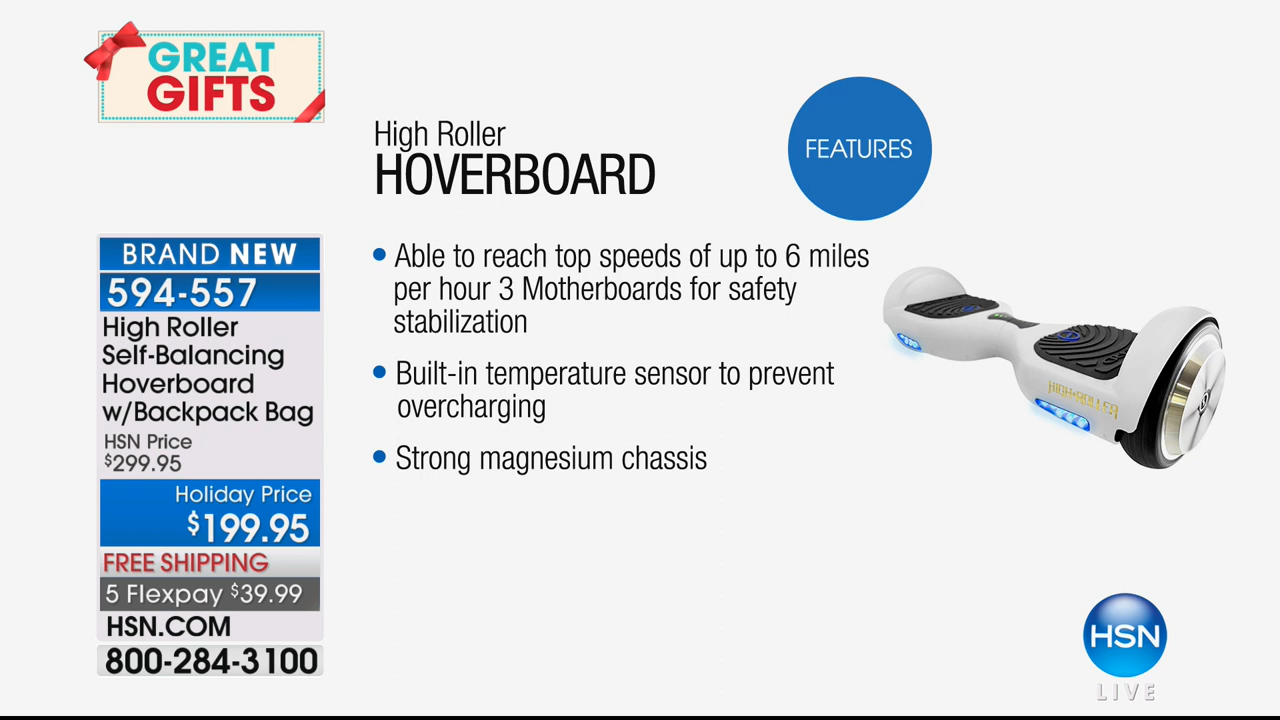 GREAT
GIFTS
High Roller
HOVERBOARD
FEATURES
BRAND NEW
594-557
High Roller
Self-Balancing
Hoverboard
w/Backpack Bag
HSN Price
$299.95
Holiday Price
$199.95
FREE SHIPPING
5 Flexpay $39.99
HSN.COM
800-284-3100
• Able to reach top speeds of up to 6 miles
per hour 3 Motherboards for safety
stabilization
• Built-in temperature sensor to prevent
overcharging
• Strong magnesium chassis
HIGH ROLLER
HSN
LIVE